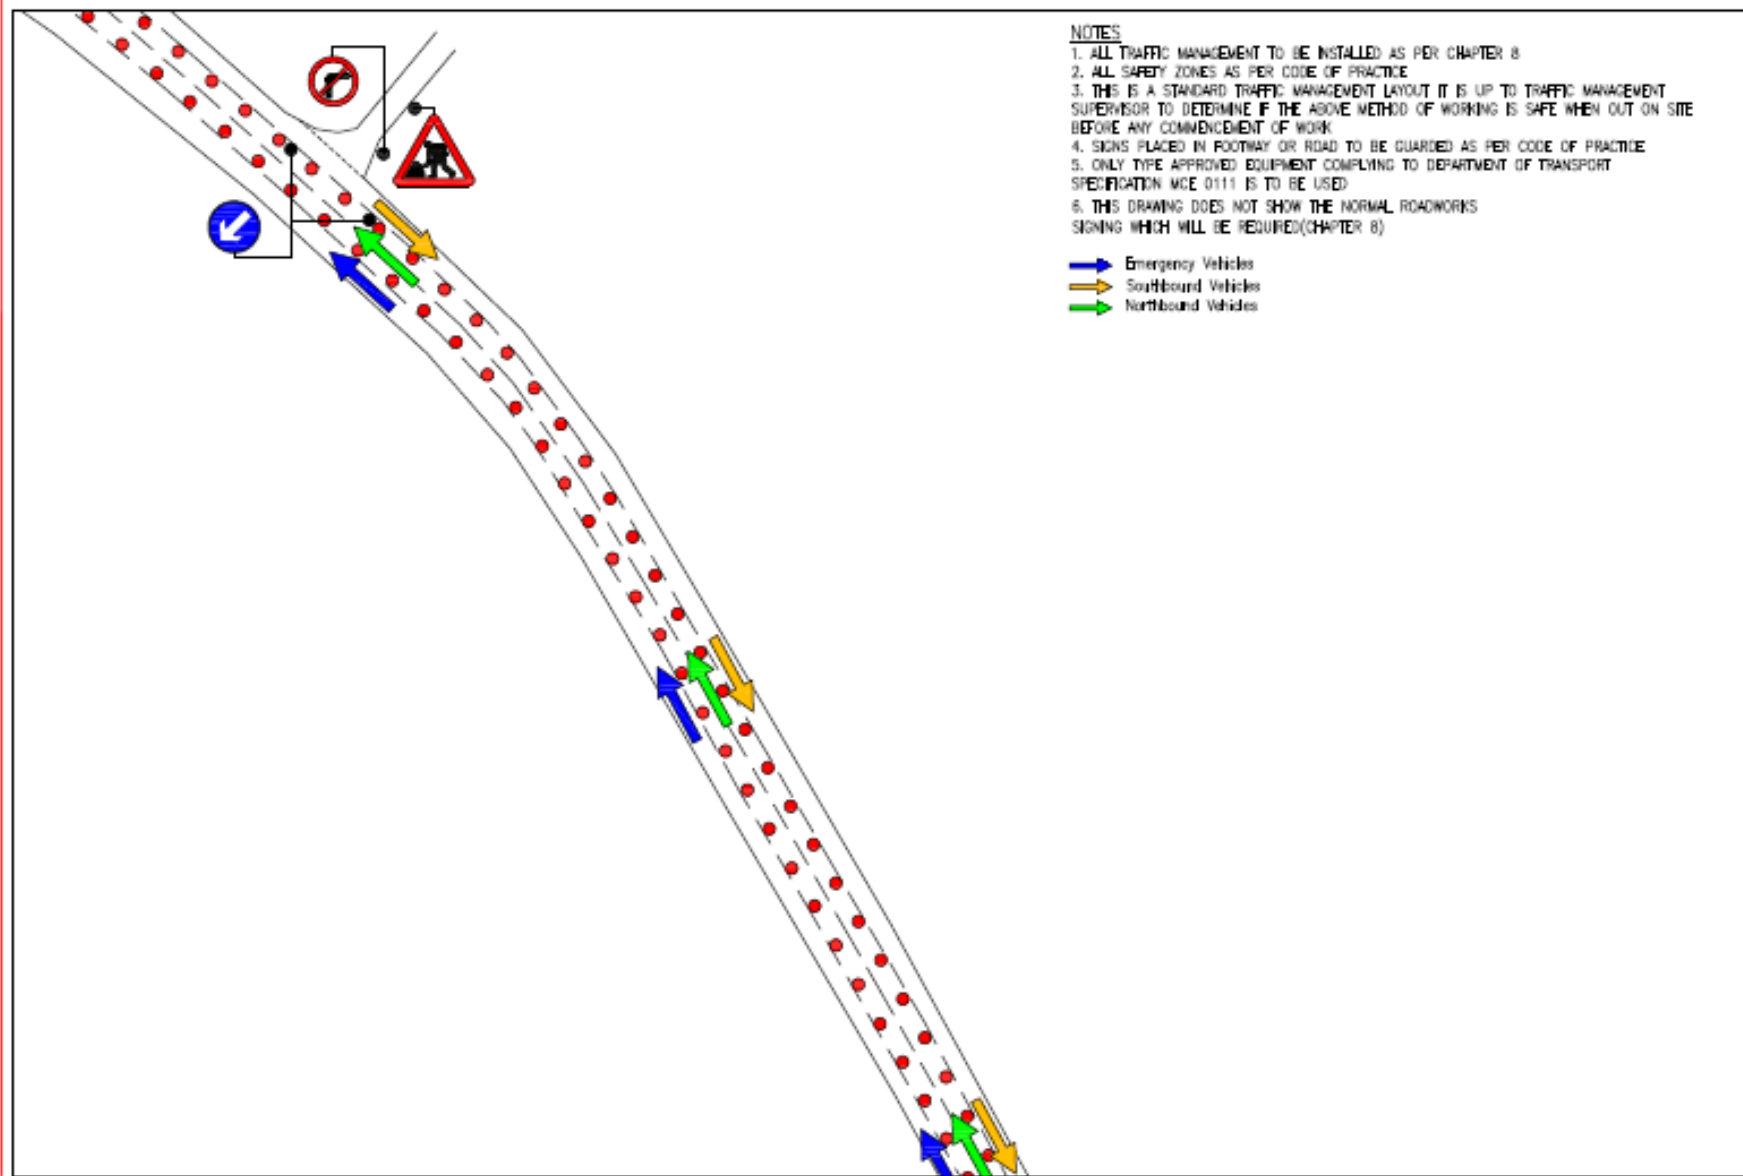 NOTES
1. ALL TRAFFIC MANAGEMENT TO BE INSTALLED AS PER CHAPTER 8
2. ALL SAFETY ZONES AS PER CODE OF PRACTICE
3. THIS IS A STANDARD TRAFFIC MANAGEMENT LAYOUT IT IS UP TO TRAFFIC MANAGEMENT
SUPERVISOR TO DETERMINE IF THE ABOVE METHOD OF WORKING IS SAFE WHEN OUT ON SITE
BEFORE ANY COMMENCEMENT OF WORK
4. SIGNS PLACED IN FOOTWAY OR ROAD TO BE GUARDED AS PER CODE OF PRACTICE
5. ONLY TYPE APPROVED EQUIPMENT COMPLYING TO DEPARTMENT OF TRANSPORT
SPECIFICATION MCE 0111 IS TO BE USED
6. THIS DRAWING DOES NOT SHOW THE NORMAL ROADWORKS
SIGNING WHICH WILL BE REQUIRED(CHAPTER 8)
Emergency Vehicles
Southbound Vehicles
Northbound Vehicles